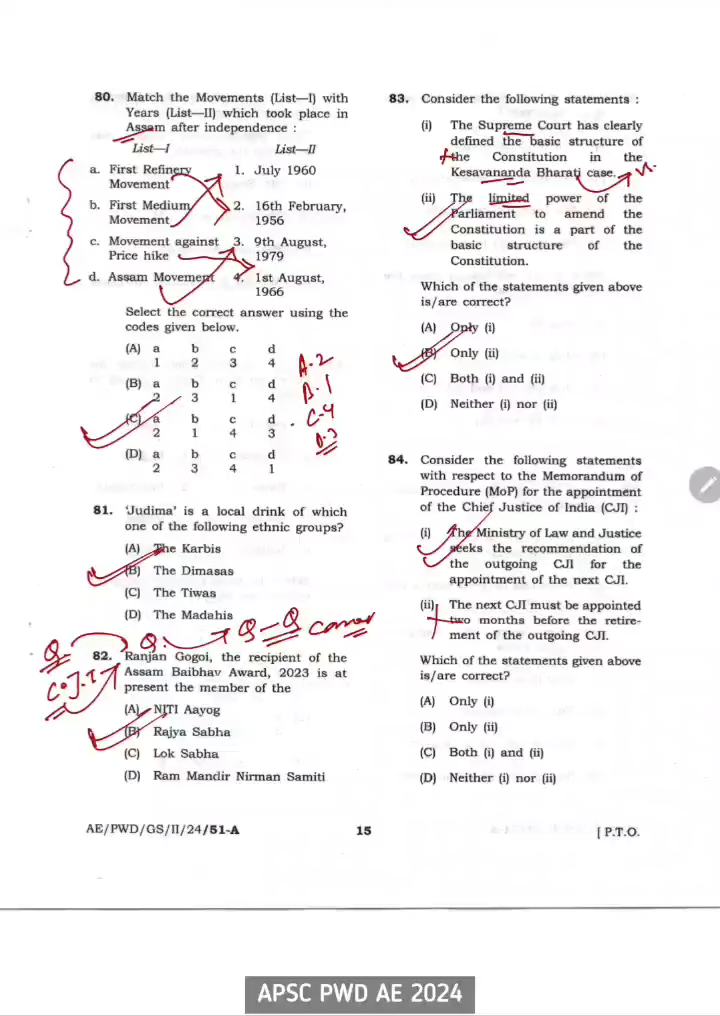 80. Match the Movements (List—I) with
Years (List—II) which took place in
Assam after independence :
List—I List—II
a. First Refinery 1. July 1960
Movement
b. First Medium 2. 16th February,
Movement 1956
c. Movement against 3. 9th August,
Price hike 1979
d. Assam Movement 4. 1st August,
1966
Select the correct answer using the
codes given below.
(A) a b c d
1 2 3 4
(B) a b c d
2 3 1 4
(C) a b c d
2 1 4 3
(D) a b c d
2 3 4 1
A-2
B-1
C-4
D-3
81. 'Judima' is a local drink of which
one of the following ethnic groups?
(A) The Karbis
(B) The Dimasas
(C) The Tiwas
(D) The Madahis
Q. Q. Q-Q
C.J.I
82. Ranjan Gogoi, the recipient of the
Assam Baibhav Award, 2023 is at
present the member of the
(A) NITI Aayog
(B) Rajya Sabha
(C) Lok Sabha
(D) Ram Mandir Nirman Samiti
83. Consider the following statements :
(i) The Supreme Court has clearly
defined the basic structure of
the Constitution in the
Kesavananda Bharati case.
(ii) The limited power of the
Parliament to amend the
Constitution is a part of the
basic structure of the
Constitution.
Which of the statements given above
is/are correct?
(A) Only (i)
(B) Only (ii)
(C) Both (i) and (ii)
(D) Neither (i) nor (ii)
84. Consider the following statements
with respect to the Memorandum of
Procedure (MoP) for the appointment
of the Chief Justice of India (CJI) :
(i) The Ministry of Law and Justice
seeks the recommendation of
the outgoing CJI for the
appointment of the next CJI.
(ii) The next CJI must be appointed
two months before the retire-
ment of the outgoing CJI.
Which of the statements given above
is/are correct?
(A) Only (i)
(B) Only (ii)
(C) Both (i) and (ii)
(D) Neither (i) nor (ii)
AE/PWD/GS/II/24/51-A 15 [ P.T.O.
APSC PWD AE 2024